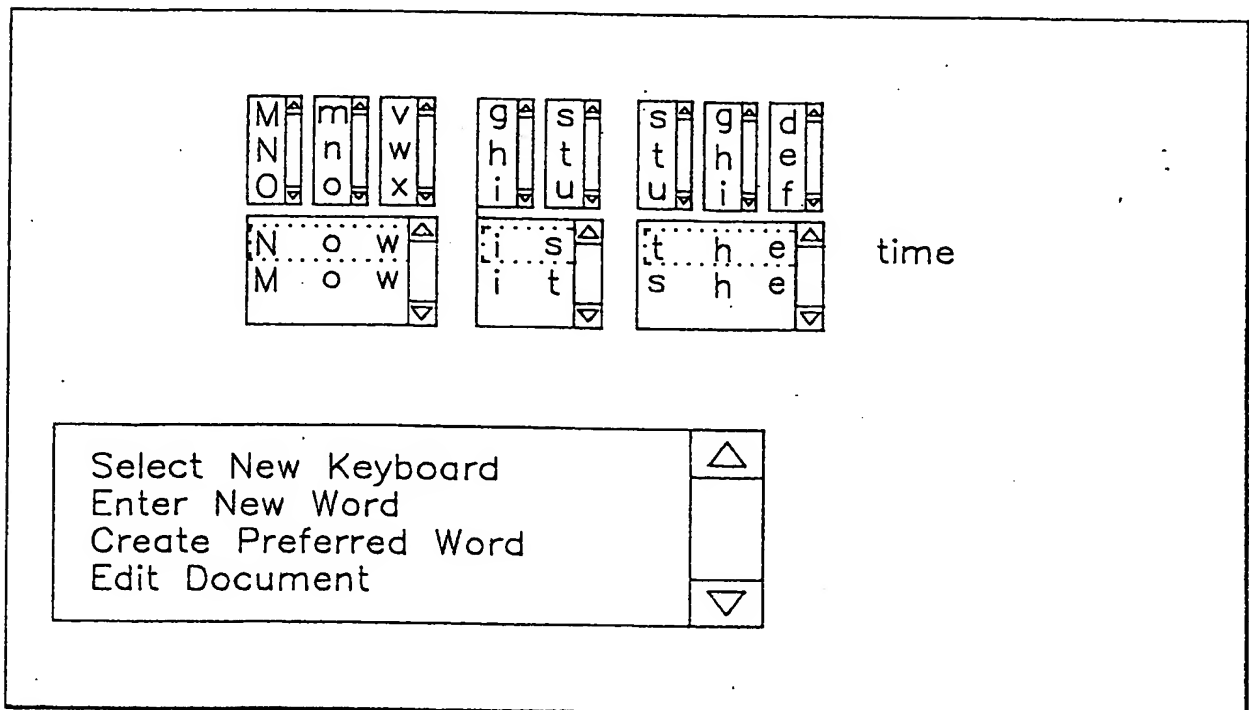 M m v g s s g d
N n w h t t h e
O o x i u u i f
N o w i s t h e time
M o w i t s h e
Select New Keyboard
Enter New Word
Create Preferred Word
Edit Document